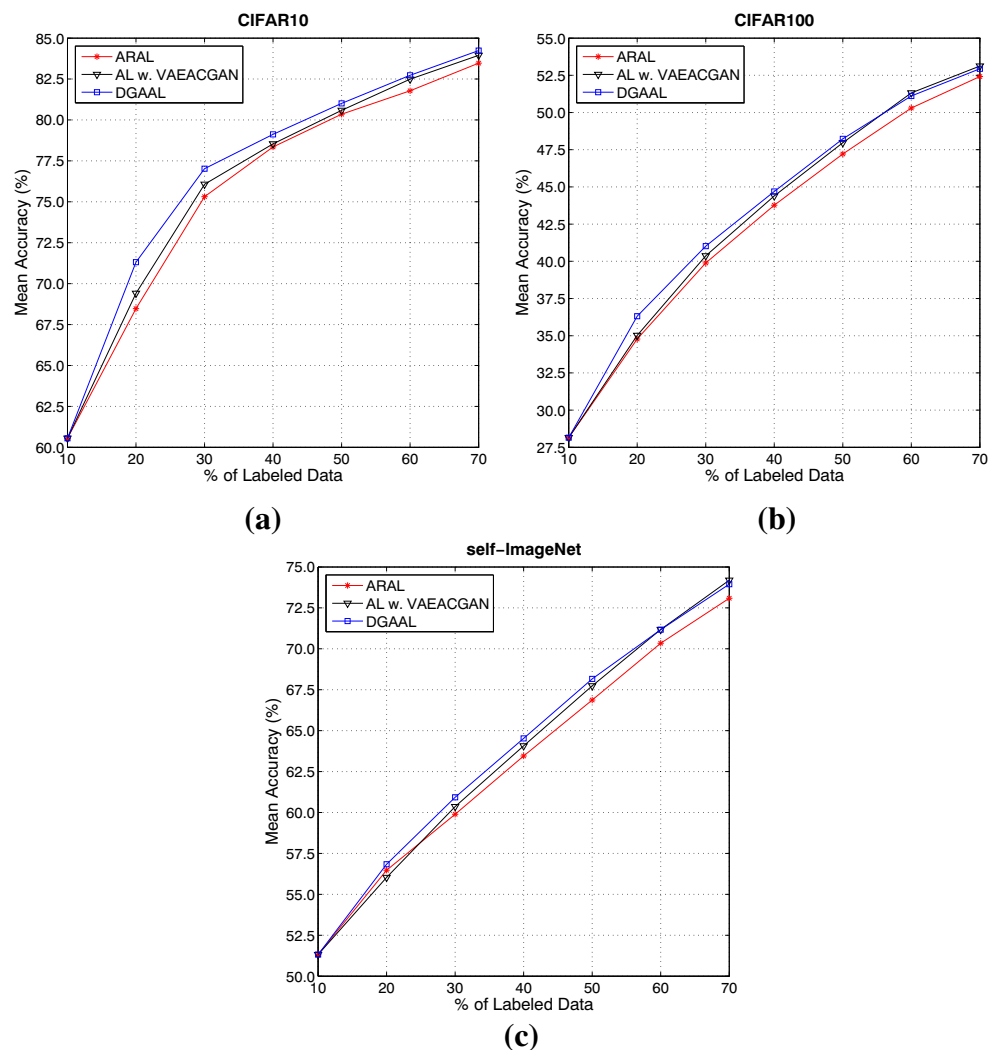 CIFAR10
85.0
82.5
80.0
77.5
75.0
72.5
70.0
67.5
65.0
62.5
60.0
Mean Accuracy (%)
ARAL
AL w. VAEACGAN
DGAAL
10 20 30 40 50 60 70
% of Labeled Data
(a)
CIFAR100
55.0
52.5
50.0
47.5
45.0
42.5
40.0
37.5
35.0
32.5
30.0
27.5
Mean Accuracy (%)
ARAL
AL w. VAEACGAN
DGAAL
10 20 30 40 50 60 70
% of Labeled Data
(b)
self-ImageNet
75.0
72.5
70.0
67.5
65.0
62.5
60.0
57.5
55.0
52.5
50.0
Mean Accuracy (%)
ARAL
AL w. VAEACGAN
DGAAL
10 20 30 40 50 60 70
% of Labeled Data
(c)